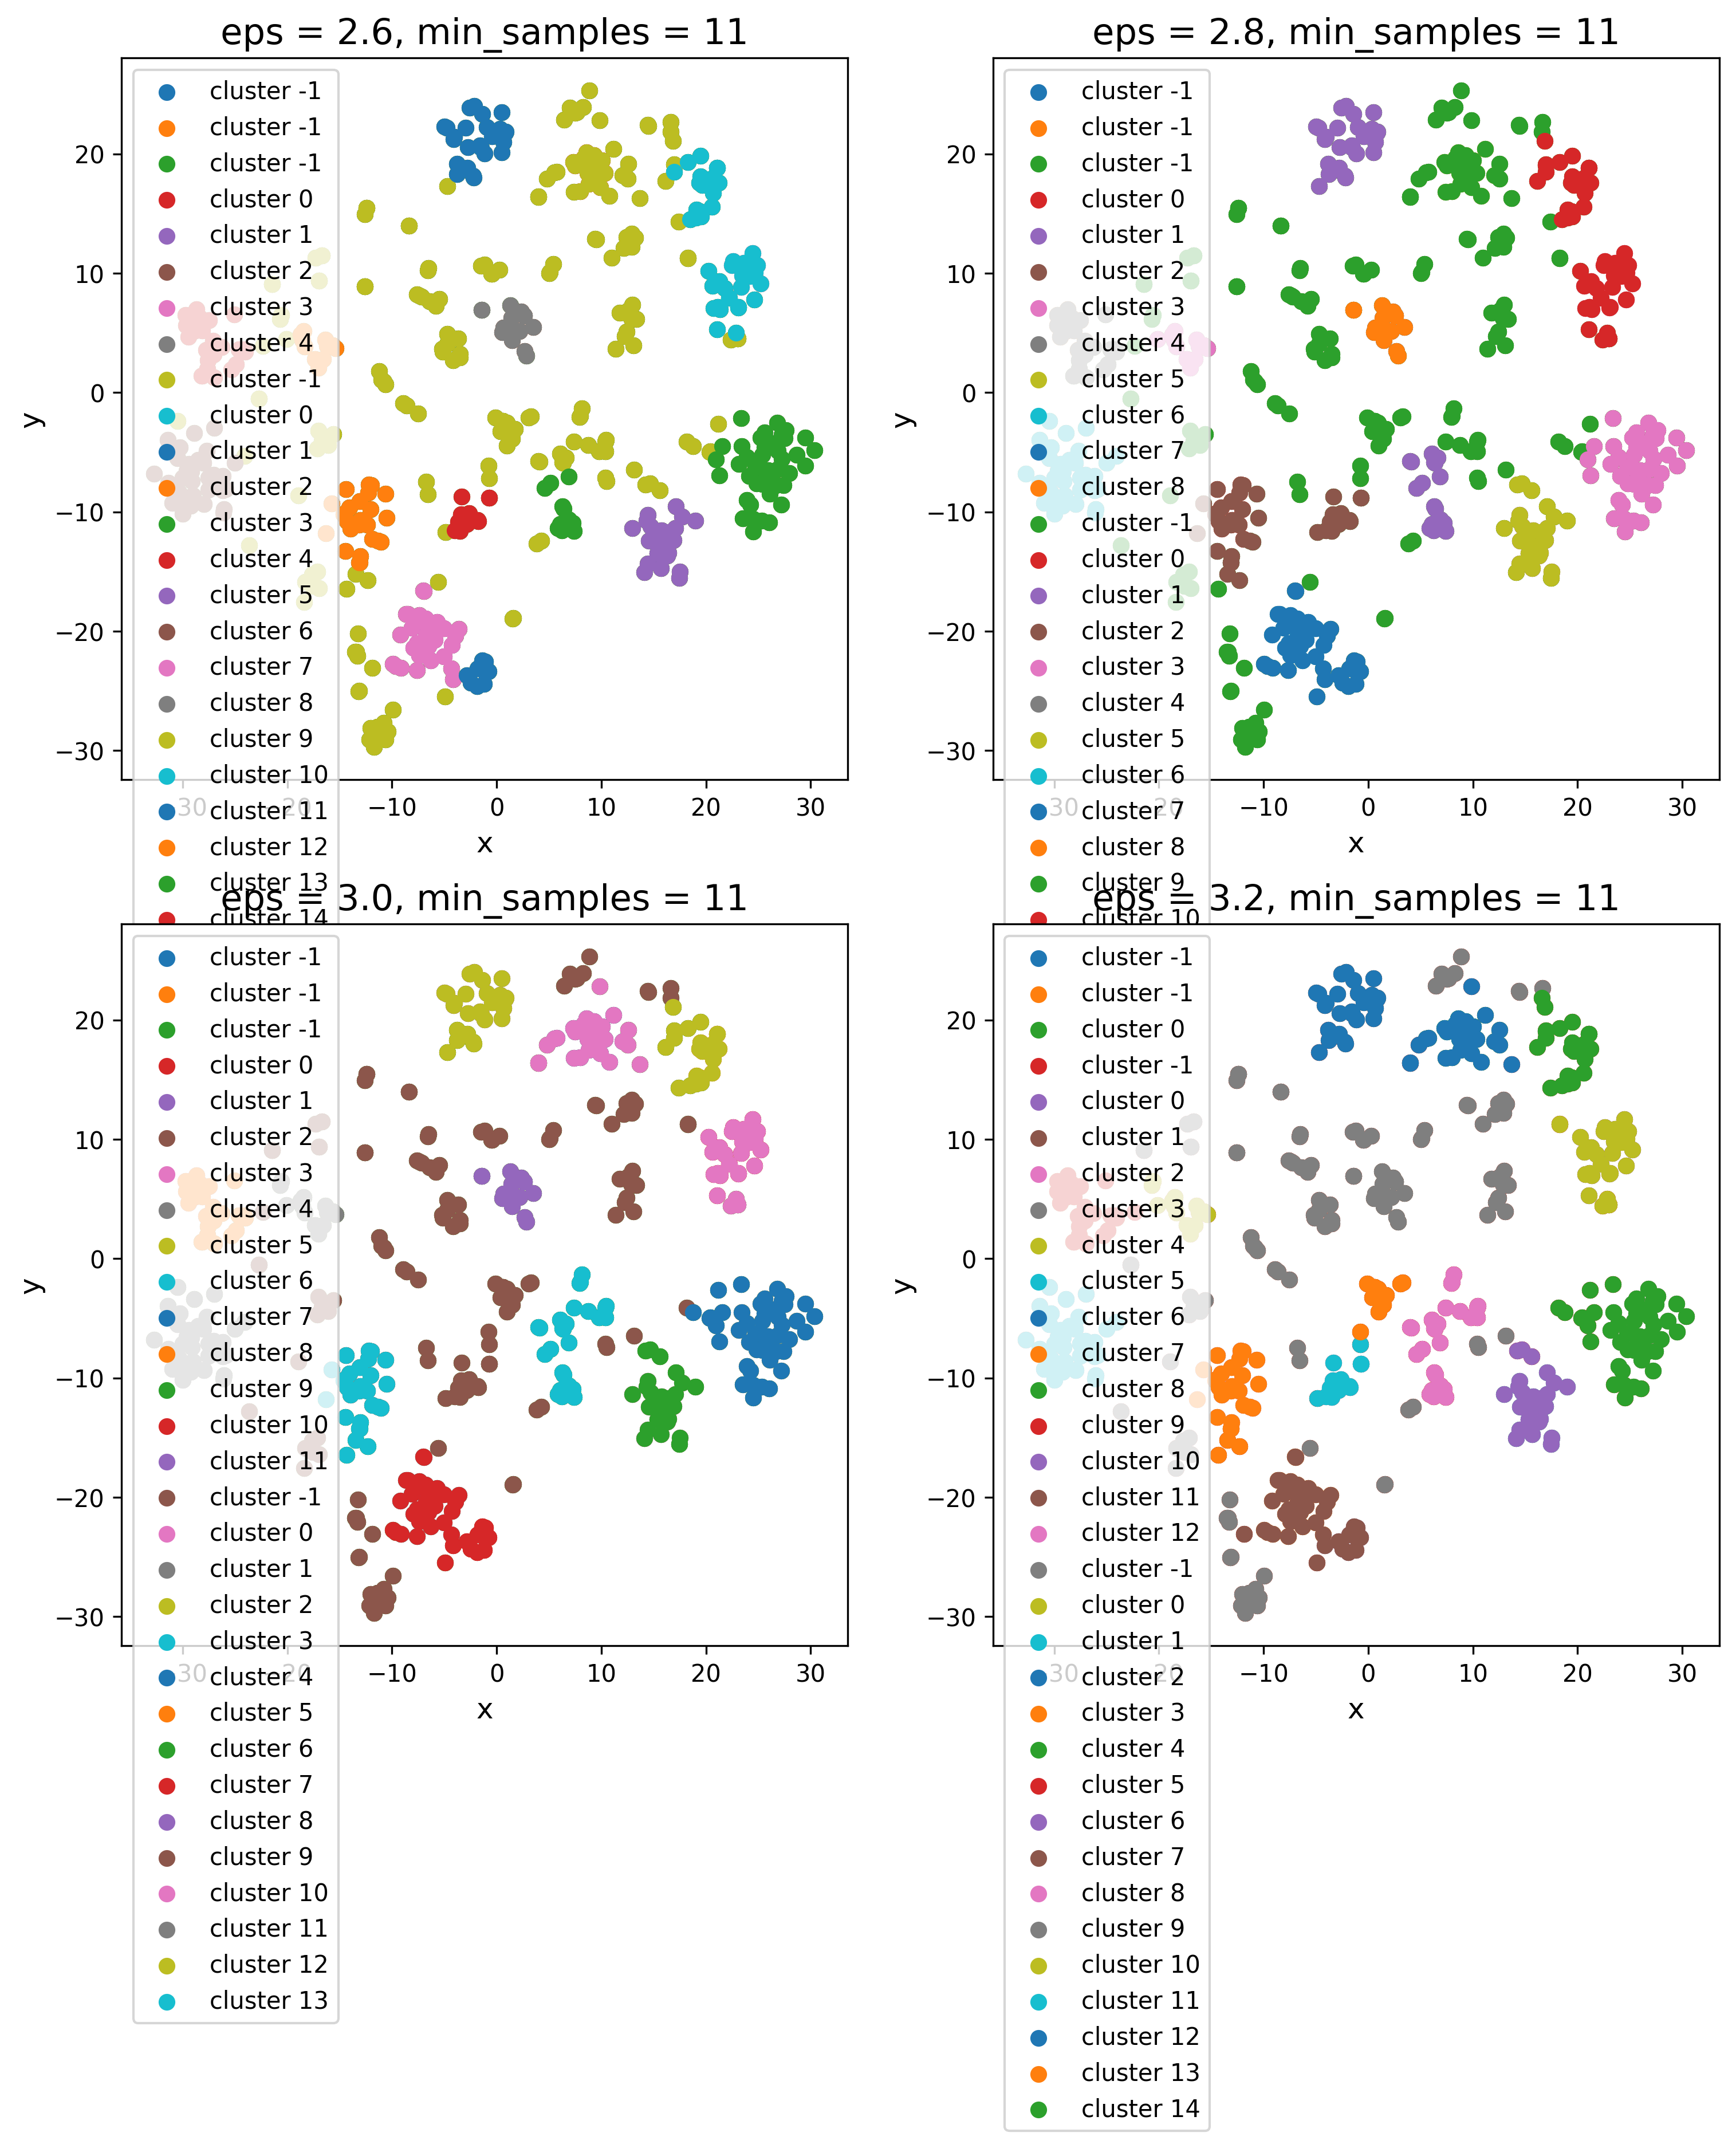 eps = 2.6, min_samples = 11
cluster -1
cluster -1
cluster -1
cluster 0
cluster 1
cluster 2
cluster 3
cluster 4
cluster -1
cluster 0
cluster 1
cluster 2
cluster 3
cluster 4
cluster 5
cluster 6
cluster 7
cluster 8
cluster 9
cluster 10
cluster 11
cluster 12
cluster 13
cluster 14
20
10
0
−10
−20
−30
y
30 20 −10 0 10 20 30
x
eps = 2.8, min_samples = 11
cluster -1
cluster -1
cluster -1
cluster 0
cluster 1
cluster 2
cluster 3
cluster 4
cluster 5
cluster 6
cluster 7
cluster 8
cluster -1
cluster 0
cluster 1
cluster 2
cluster 3
cluster 4
cluster 5
cluster 6
cluster 7
cluster 8
cluster 9
cluster 10
20
10
0
−10
−20
−30
y
30 20 −10 0 10 20 30
x
eps = 3.0, min_samples = 11
cluster -1
cluster -1
cluster -1
cluster 0
cluster 1
cluster 2
cluster 3
cluster 4
cluster 5
cluster 6
cluster 7
cluster 8
cluster 9
cluster 10
cluster 11
cluster -1
cluster 0
cluster 1
cluster 2
cluster 3
cluster 4
cluster 5
cluster 6
cluster 7
cluster 8
cluster 9
cluster 10
cluster 11
cluster 12
cluster 13
20
10
0
−10
−20
−30
y
30 20 −10 0 10 20 30
x
eps = 3.2, min_samples = 11
cluster -1
cluster -1
cluster 0
cluster -1
cluster 0
cluster 1
cluster 2
cluster 3
cluster 4
cluster 5
cluster 6
cluster 7
cluster 8
cluster 9
cluster 10
cluster 11
cluster 12
cluster -1
cluster 0
cluster 1
cluster 2
cluster 3
cluster 4
cluster 5
cluster 6
cluster 7
cluster 8
cluster 9
cluster 10
cluster 11
cluster 12
cluster 13
cluster 14
20
10
0
−10
−20
−30
y
30 20 −10 0 10 20 30
x